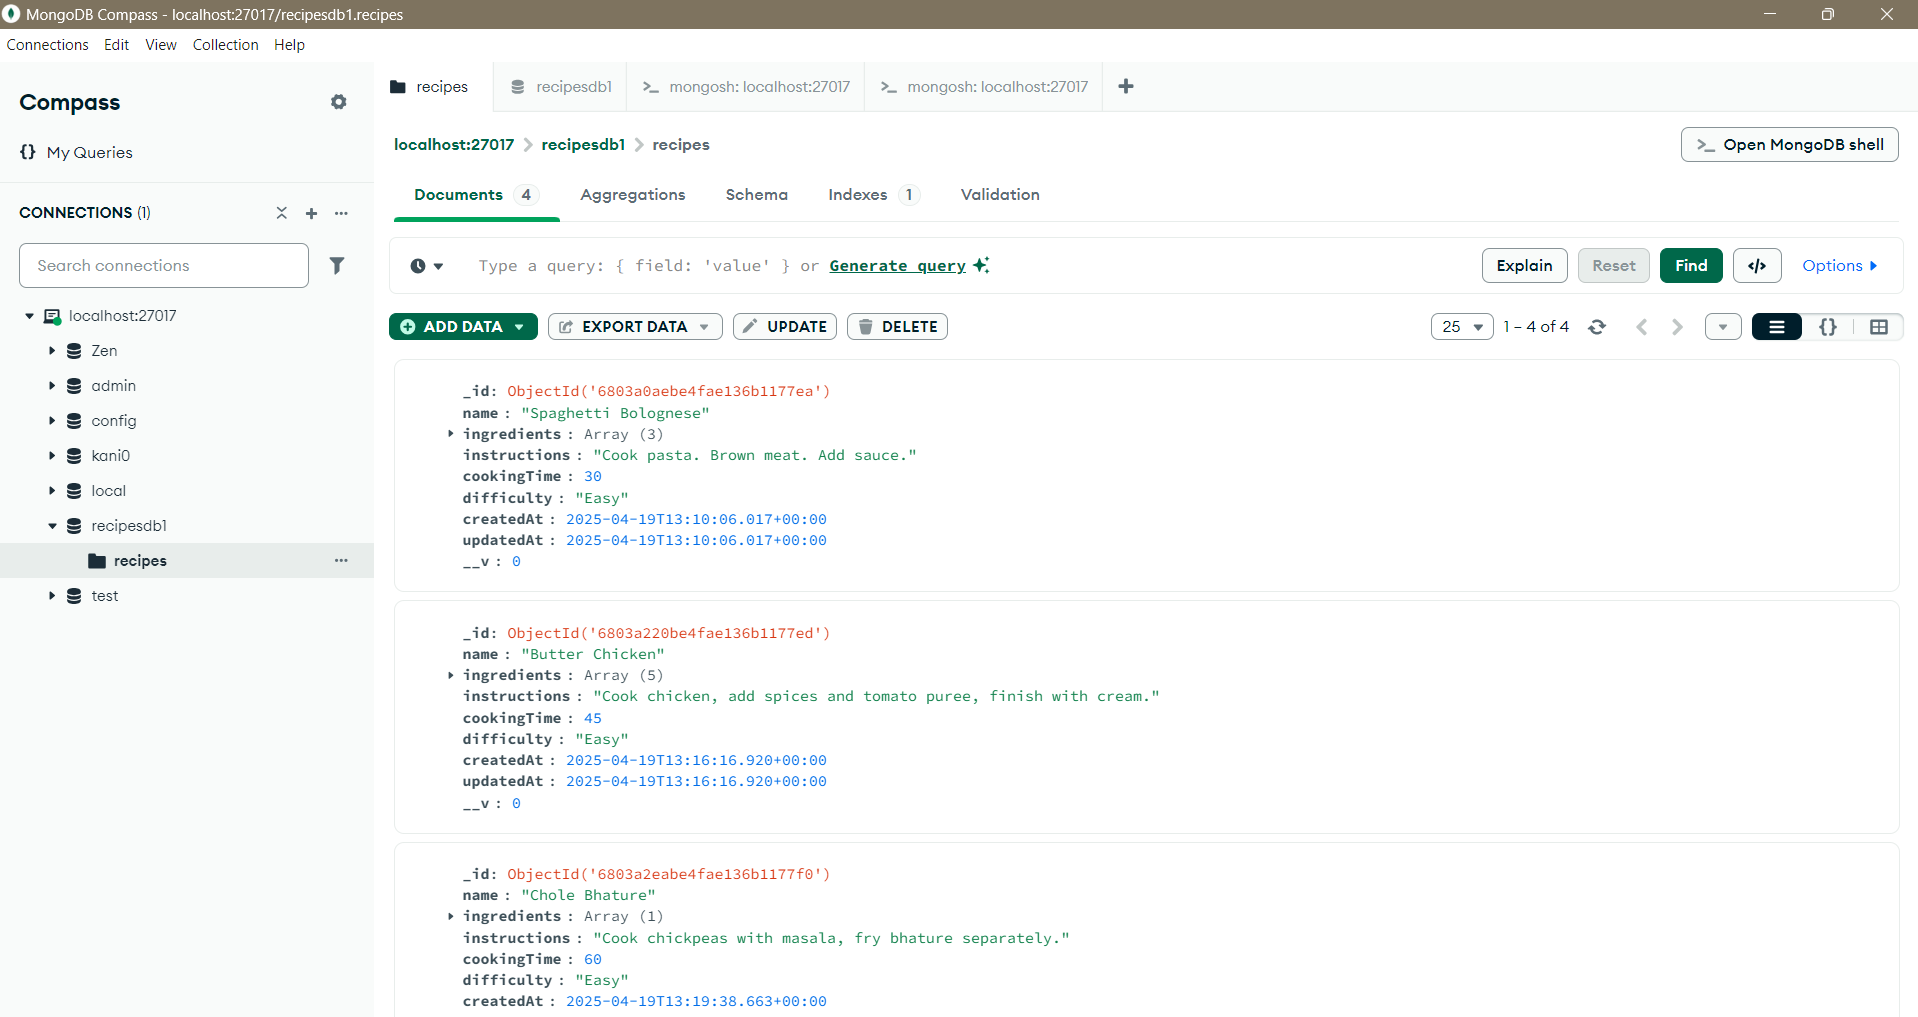 MongoDB Compass - localhost:27017/recipesdb1.recipes
Connections Edit View Collection Help
Compass
My Queries
CONNECTIONS (1)
Search connections
localhost:27017
Zen
admin
config
kani0
local
recipesdb1
recipes
test
recipes recipesdb1 >_ mongosh: localhost:27017 >_ mongosh: localhost:27017 +
localhost:27017 > recipesdb1 > recipes
>_ Open MongoDB shell
Documents 4 Aggregations Schema Indexes 1 Validation
Type a query: { field: 'value' } or Generate query
Explain Reset Find </> Options
ADD DATA EXPORT DATA UPDATE DELETE
25 1 – 4 of 4 {}
_id: ObjectId('6803a0aebe4fae136b1177ea')
name : "Spaghetti Bolognese"
ingredients : Array (3)
instructions : "Cook pasta. Brown meat. Add sauce."
cookingTime : 30
difficulty : "Easy"
createdAt : 2025-04-19T13:10:06.017+00:00
updatedAt : 2025-04-19T13:10:06.017+00:00
__v : 0
_id: ObjectId('6803a220be4fae136b1177ed')
name : "Butter Chicken"
ingredients : Array (5)
instructions : "Cook chicken, add spices and tomato puree, finish with cream."
cookingTime : 45
difficulty : "Easy"
createdAt : 2025-04-19T13:16:16.920+00:00
updatedAt : 2025-04-19T13:16:16.920+00:00
__v : 0
_id: ObjectId('6803a2eabe4fae136b1177f0')
name : "Chole Bhature"
ingredients : Array (1)
instructions : "Cook chickpeas with masala, fry bhature separately."
cookingTime : 60
difficulty : "Easy"
createdAt : 2025-04-19T13:19:38.663+00:00